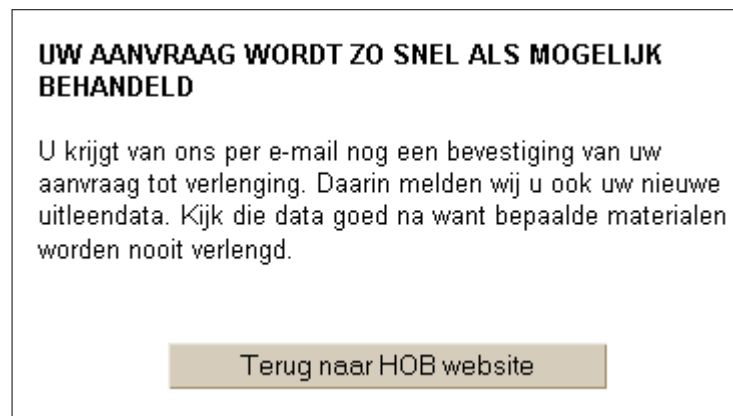 UW AANVRAAG WORDT ZO SNEL ALS MOGELIJK
BEHANDELD
U krijgt van ons per e-mail nog een bevestiging van uw
aanvraag tot verlenging. Daarin melden wij u ook uw nieuwe
uitleendata. Kijk die data goed na want bepaalde materialen
worden nooit verlengd.
Terug naar HOB website